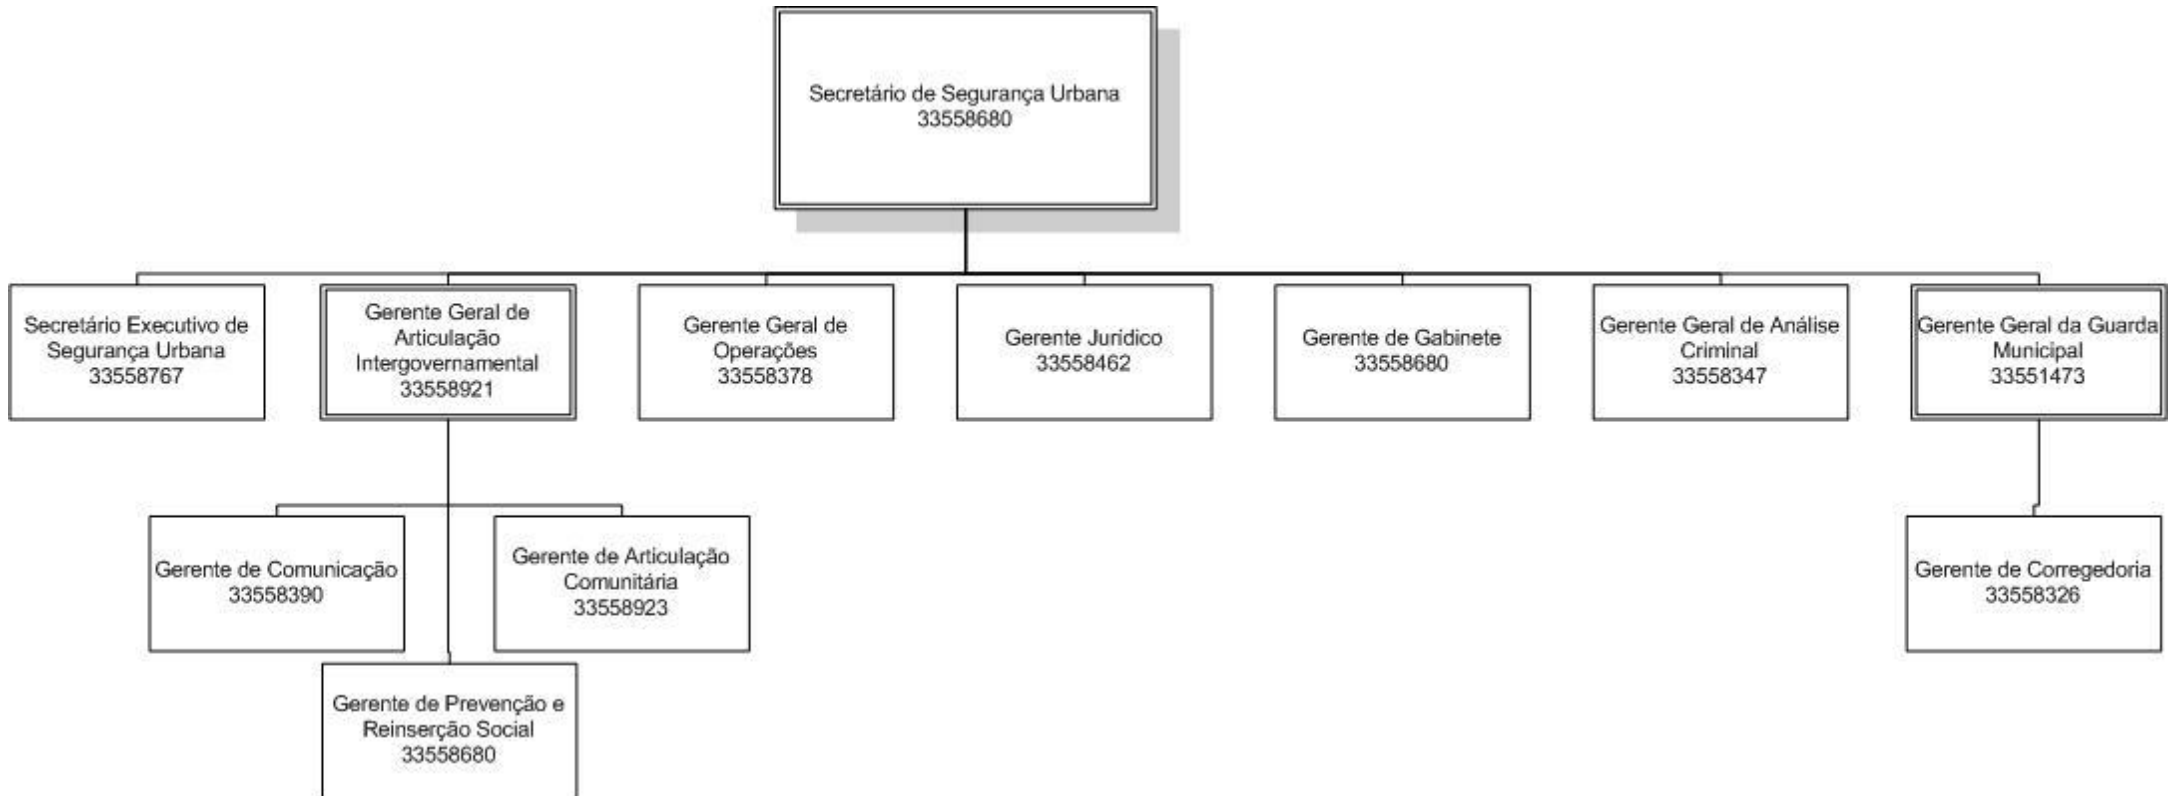 Secretário de Segurança Urbana
33558680
Secretário Executivo de
Segurança Urbana
33558767
Gerente Geral de
Articulação
Intergovernamental
33558921
Gerente Geral de
Operações
33558378
Gerente Jurídico
33558462
Gerente de Gabinete
33558680
Gerente Geral de Análise
Criminal
33558347
Gerente Geral da Guarda
Municipal
33551473
Gerente de Comunicação
33558390
Gerente de Articulação
Comunitária
33558923
Gerente de Corregedoria
33558326
Gerente de Prevenção e
Reinserção Social
33558680